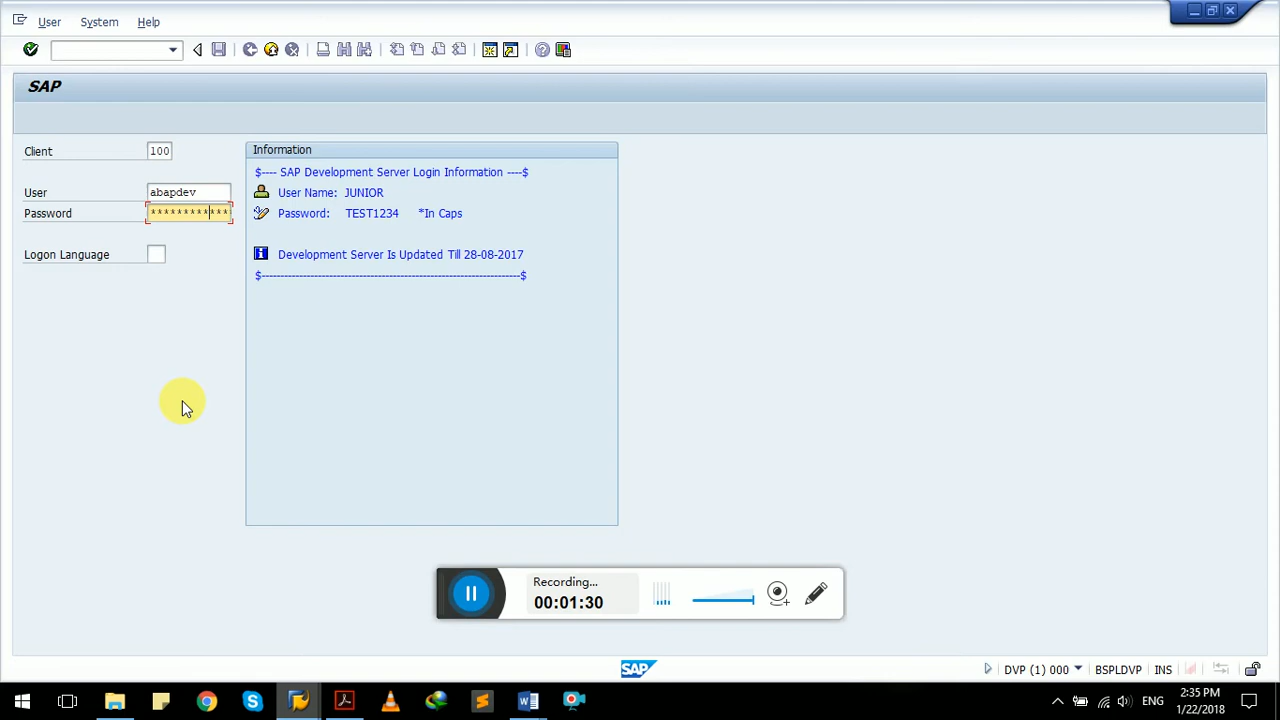 User System Help
SAP
Client 100
Information
$---- SAP Development Server Login Information ----$
User Name: JUNIOR
User abapdev
Password ************
Password: TEST1234 *In Caps
Logon Language
Development Server Is Updated Till 28-08-2017
$-----------------------------------------------------------------$
Recording...
00:01:30
SAP
DVP (1) 000 BSPLDVP INS
ENG
2:35 PM
1/22/2018